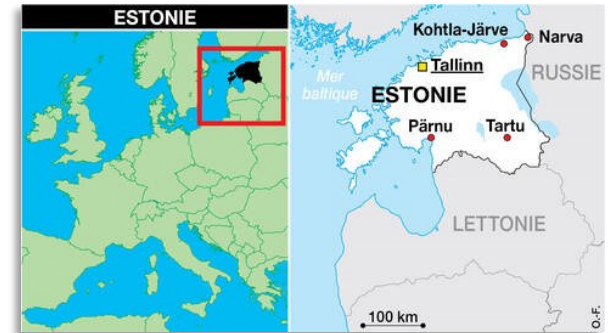 ESTONIE
Kohtla-Järve
Narva
Tallinn
Mer
baltique
RUSSIE
ESTONIE
Pärnu
Tartu
LETTONIE
100 km
O.-F.